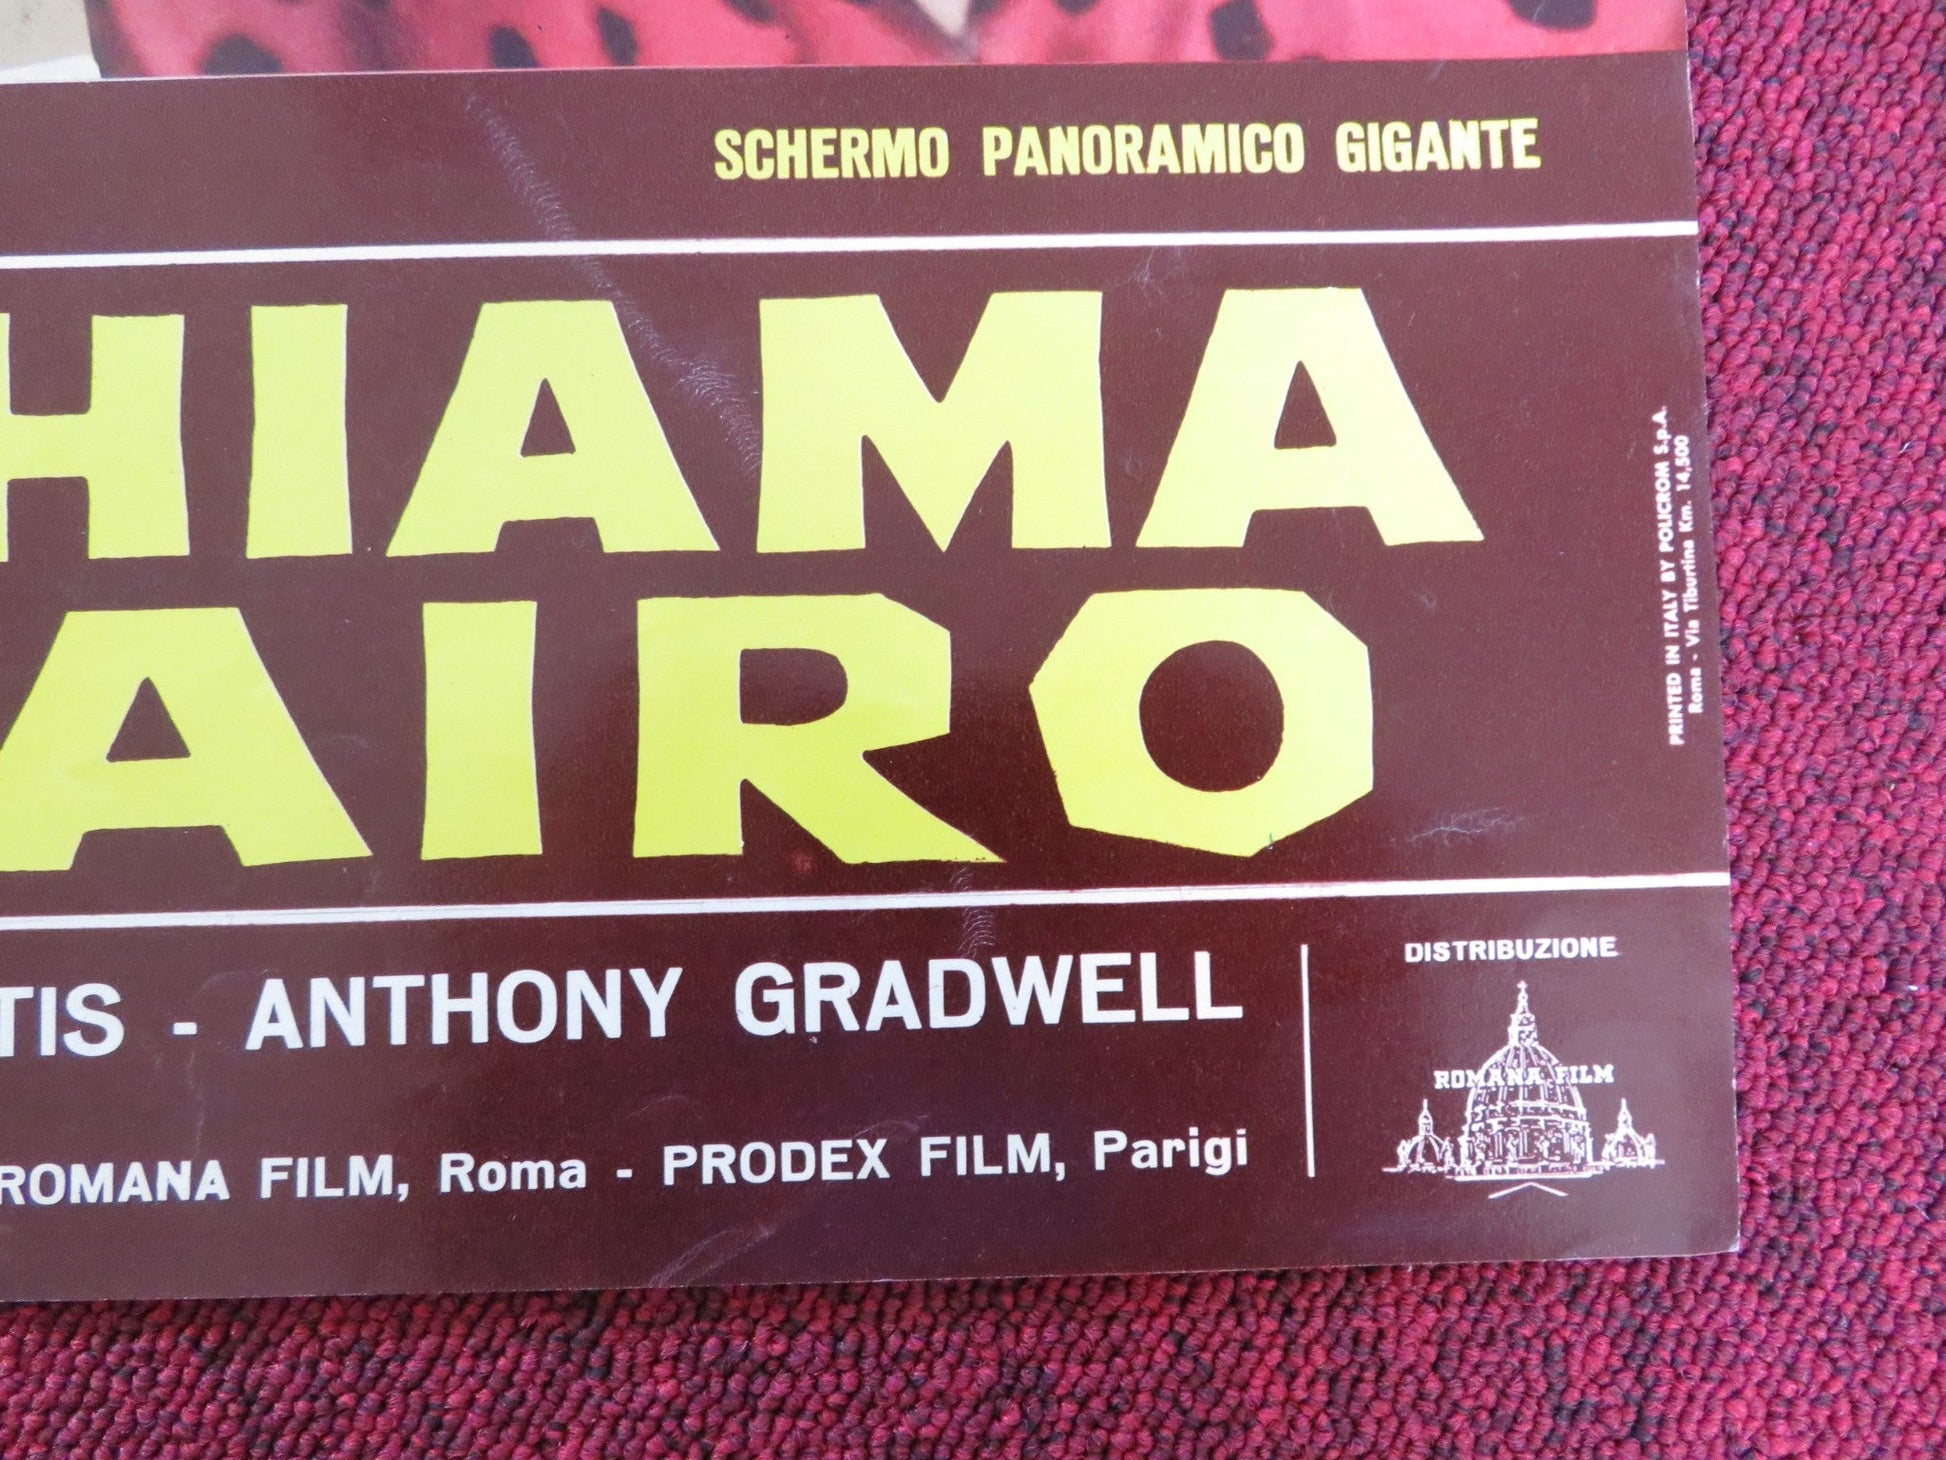 SCHERMO PANORAMICO GIGANTE
HIAMA
AIRO
TIS - ANTHONY GRADWELL
ROMANA FILM, Roma - PRODEX FILM, Parigi
DISTRIBUZIONE
ROMANA FILM
PRINTED IN ITALY BY POLICROM S.p.A.
Roma - Via Tiburtina Km. 14,500